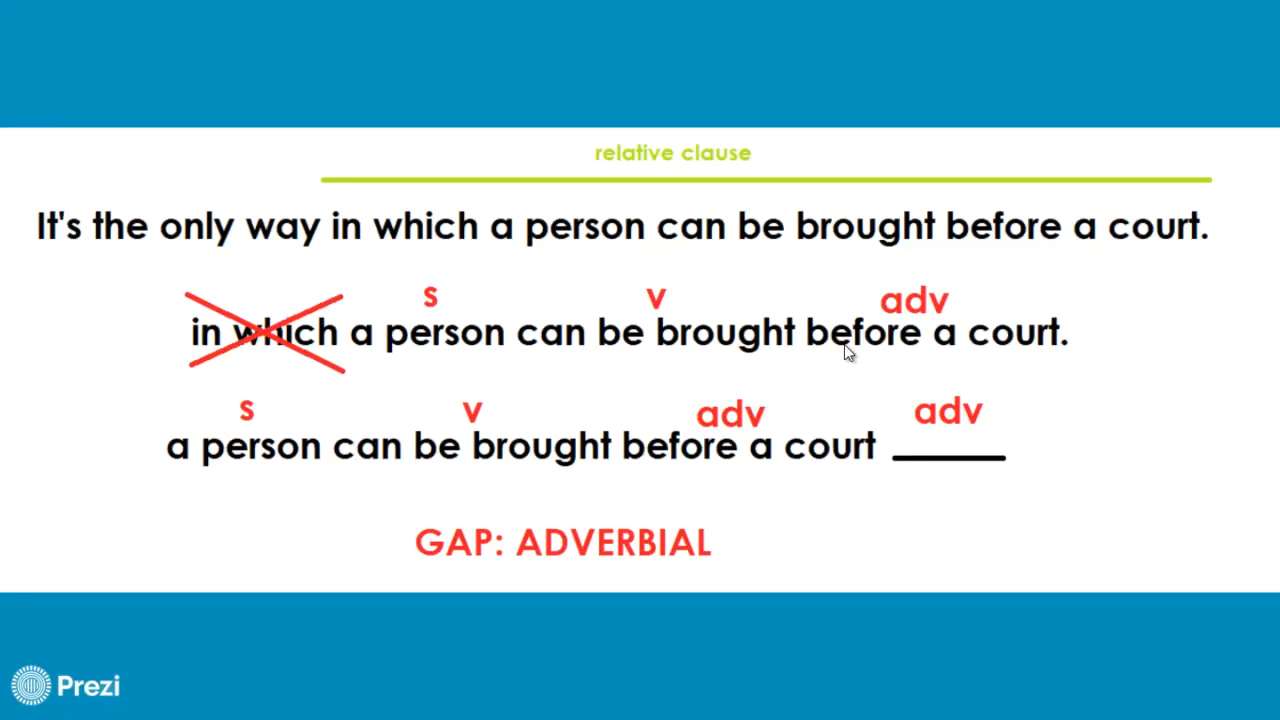 relative clause
It's the only way in which a person can be brought before a court.
s v adv
in which a person can be brought before a court.
s v adv adv
a person can be brought before a court
GAP: ADVERBIAL
Prezi